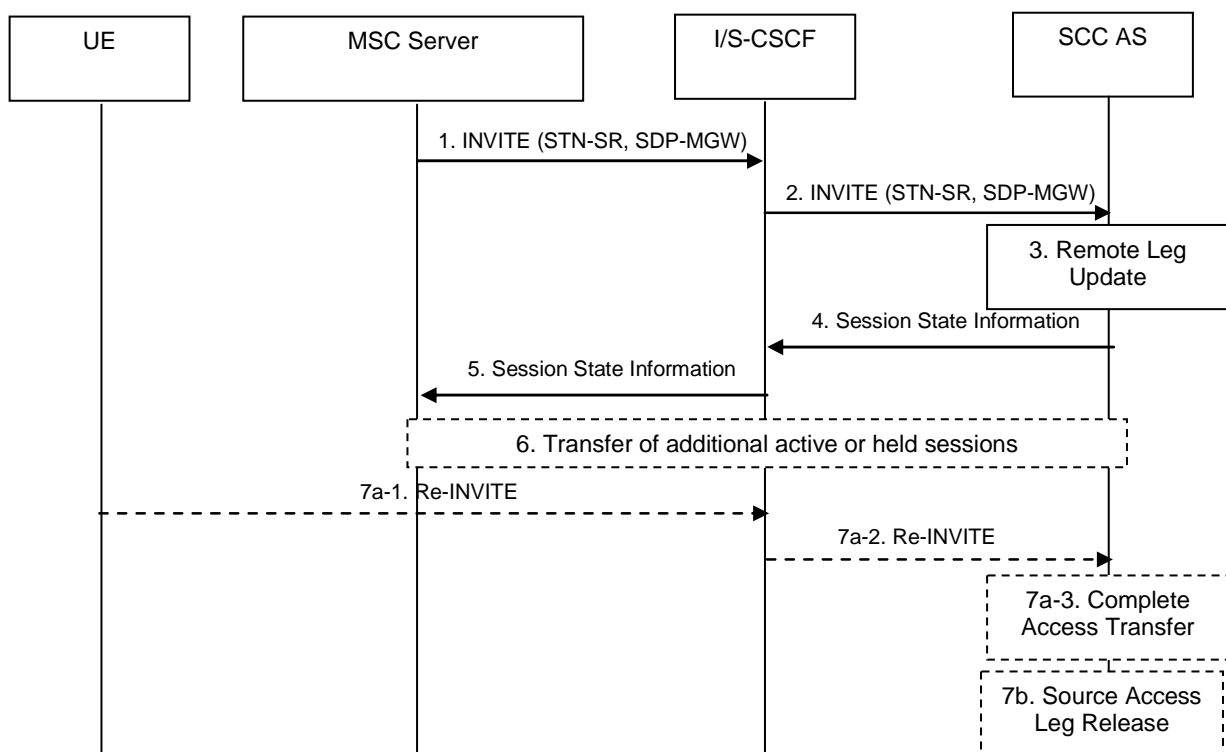 UE
MSC Server
I/S-CSCF
SCC AS
1. INVITE (STN-SR, SDP-MGW)
2. INVITE (STN-SR, SDP-MGW)
3. Remote Leg
Update
4. Session State Information
5. Session State Information
6. Transfer of additional active or held sessions
7a-1. Re-INVITE
7a-2. Re-INVITE
7a-3. Complete
Access Transfer
7b. Source Access
Leg Release